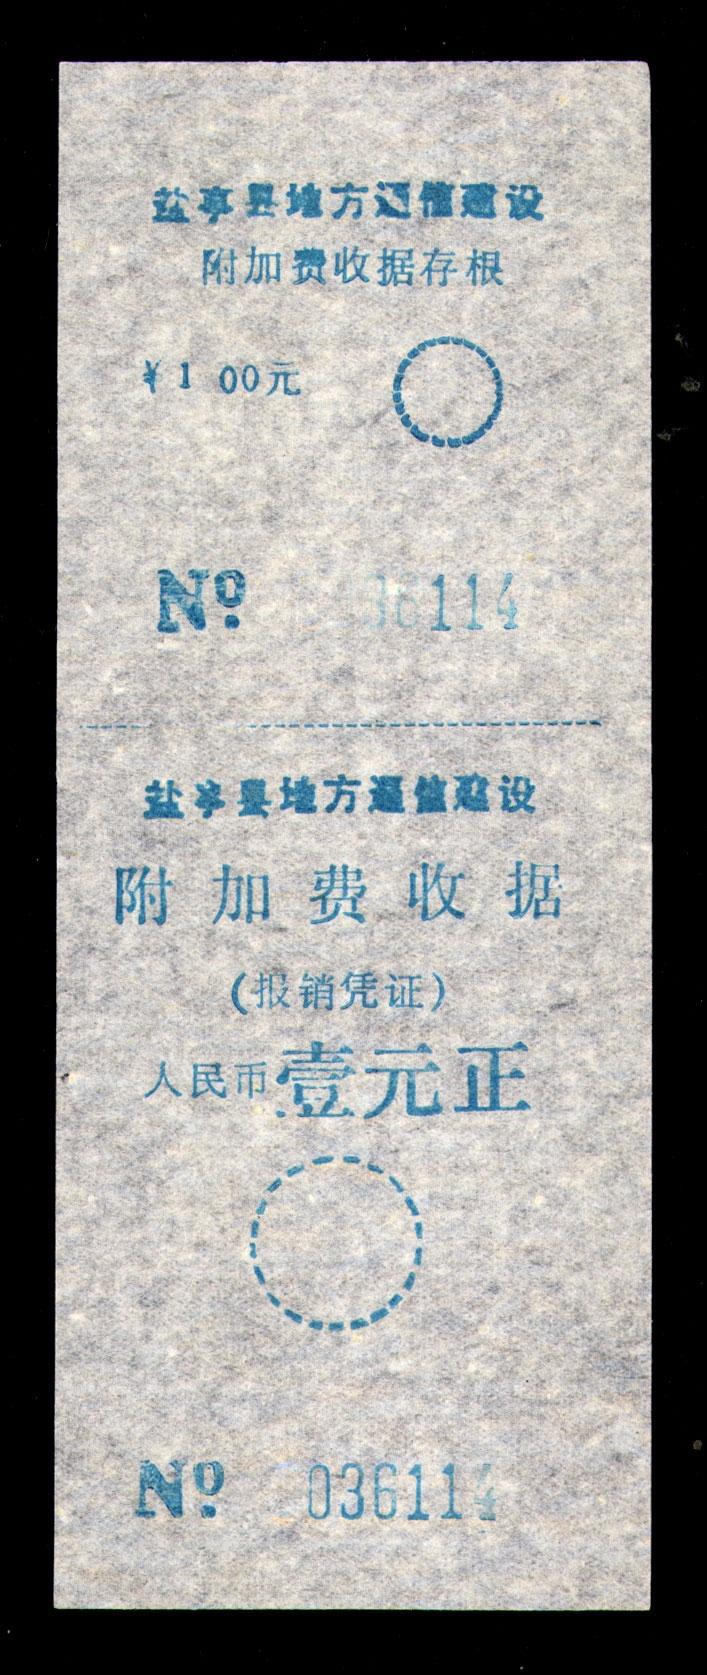 盐亭县地方通信建设
附加费收据存根
¥1 00元
No 036114
盐亭县地方通信建设
附加费收据
(报销凭证)
人民币壹元正
No 036114